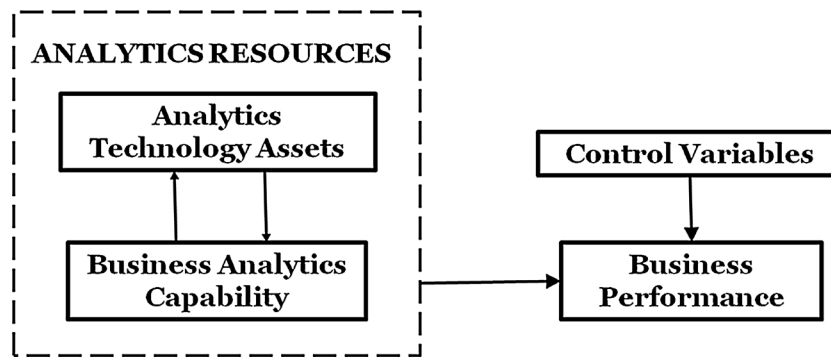 ANALYTICS RESOURCES
Analytics
Technology Assets
Business Analytics
Capability
Control Variables
Business
Performance